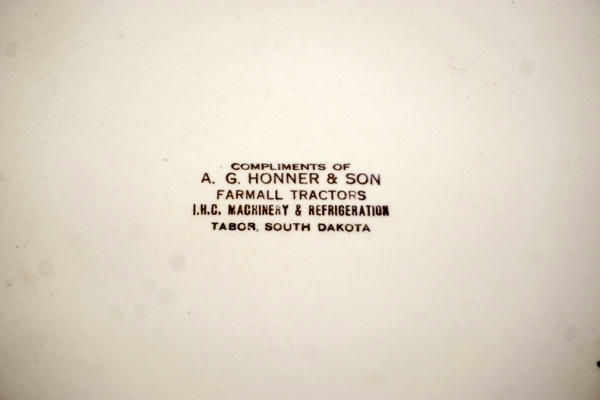 COMPLIMENTS OF
A. G. HONNER & SON
FARMALL TRACTORS
I.H.C. MACHINERY & REFRIGERATION
TABOR, SOUTH DAKOTA